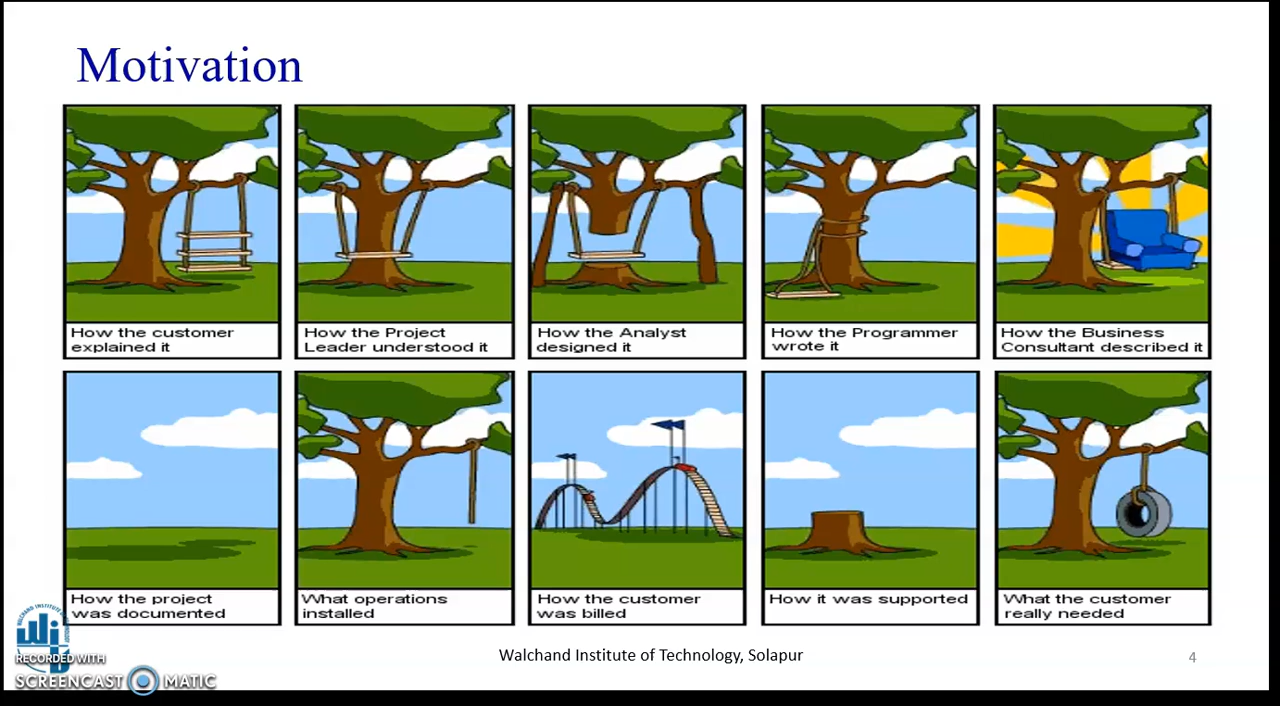 Motivation
How the customer
explained it
How the Project
Leader understood it
How the Analyst
designed it
How the Programmer
wrote it
How the Business
Consultant described it
How the project
was documented
What operations
installed
How the customer
was billed
How it was supported
What the customer
really needed
WALCHAND INSTITUTE OF
RECORDED WITH
SCREENCAST MATIC
Walchand Institute of Technology, Solapur
4